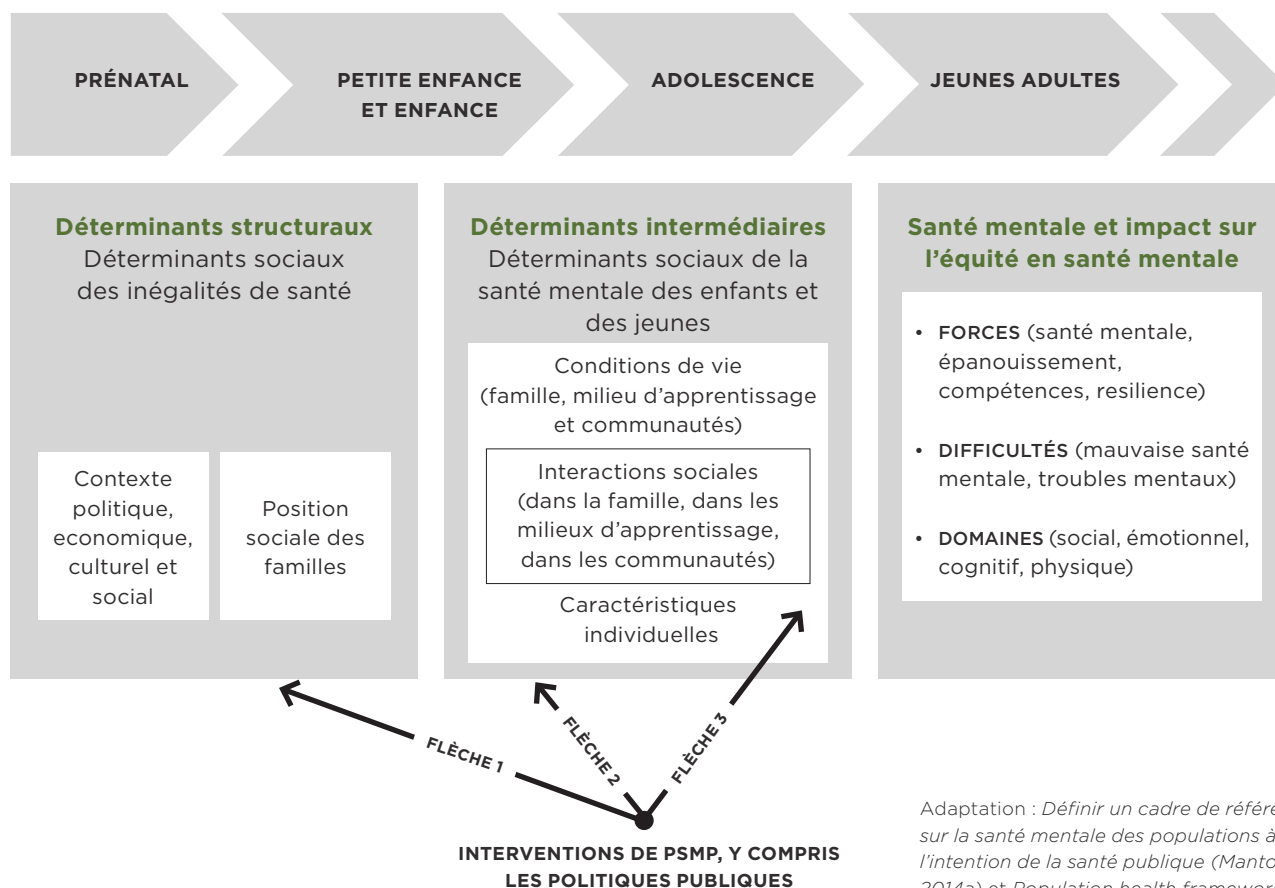 PRÉNATAL
PETITE ENFANCE
ET ENFANCE
ADOLESCENCE
JEUNES ADULTES
Déterminants structuraux
Déterminants sociaux
des inégalités de santé
Contexte
politique,
economique,
culturel et
social
Position
sociale des
familles
Déterminants intermédiaires
Déterminants sociaux de la
santé mentale des enfants et
des jeunes
Conditions de vie
(famille, milieu d'apprentissage
et communautés)
Interactions sociales
(dans la famille, dans les
milieux d'apprentissage,
dans les communautés)
Caractéristiques
individuelles
Santé mentale et impact sur
l'équité en santé mentale
• FORCES (santé mentale,
épanouissement,
compétences, resilience)
• DIFFICULTÉS (mauvaise santé
mentale, troubles mentaux)
• DOMAINES (social, émotionnel,
cognitif, physique)
FLÈCHE 1
FLÈCHE 2
FLÈCHE 3
INTERVENTIONS DE PSMP, Y COMPRIS
LES POLITIQUES PUBLIQUES
Adaptation : Définir un cadre de
sur la santé mentale des populations à
l'intention de la santé publique
2014a) et Population health